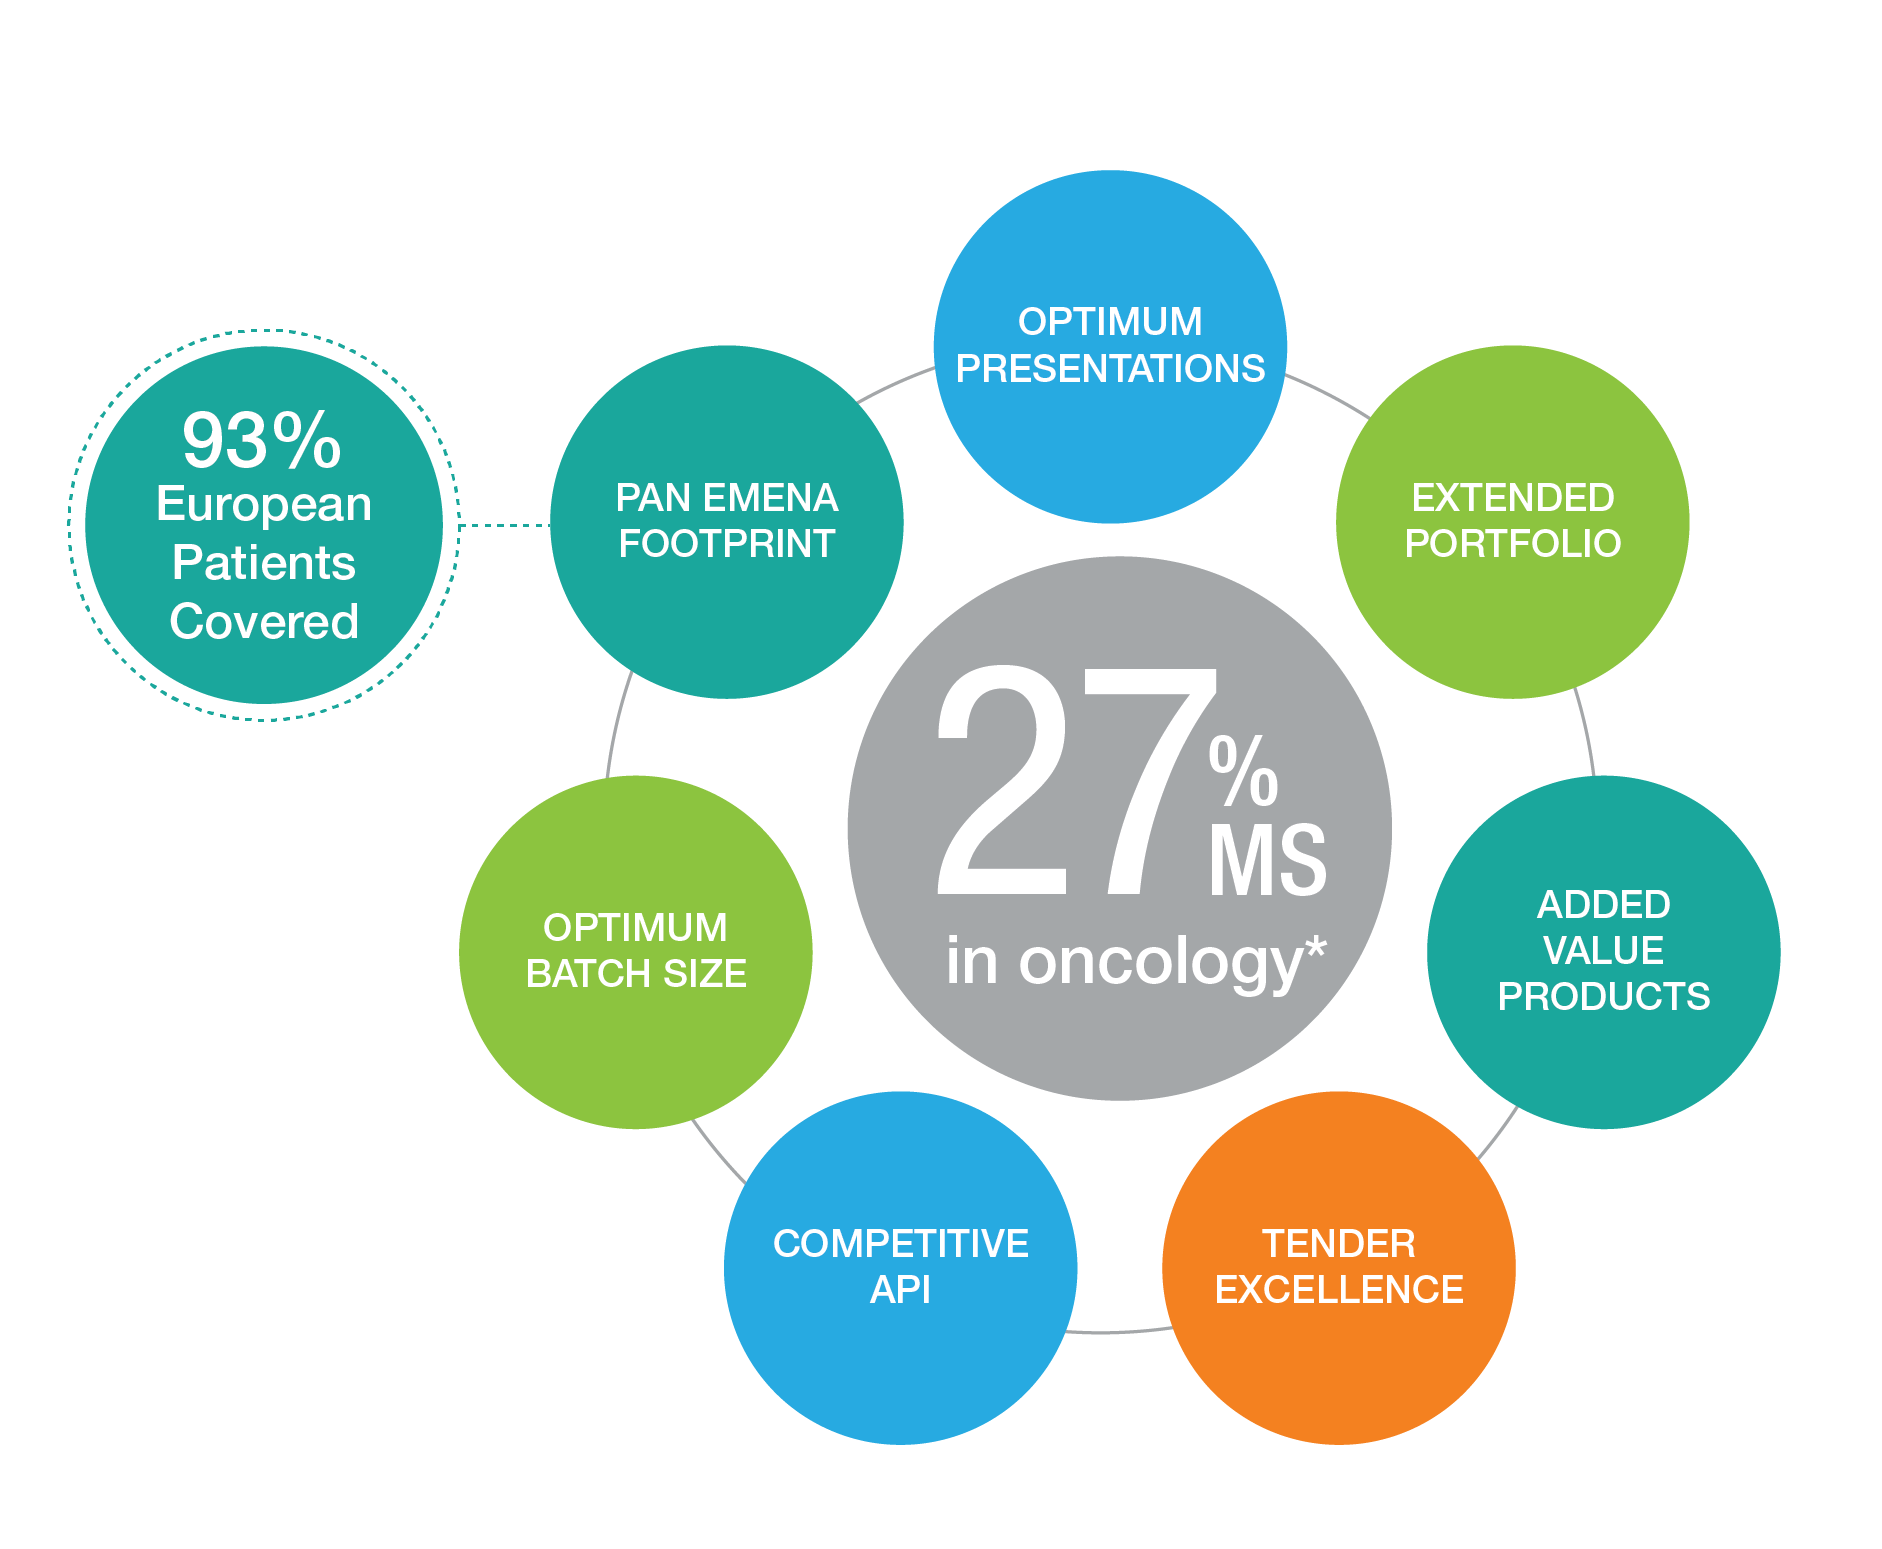 OPTIMUM
PRESENTATIONS
93%
European
Patients
Covered
PAN EMENA
FOOTPRINT
EXTENDED
PORTFOLIO
27%
MS
in oncology*
OPTIMUM
BATCH SIZE
ADDED
VALUE
PRODUCTS
COMPETITIVE
API
TENDER
EXCELLENCE